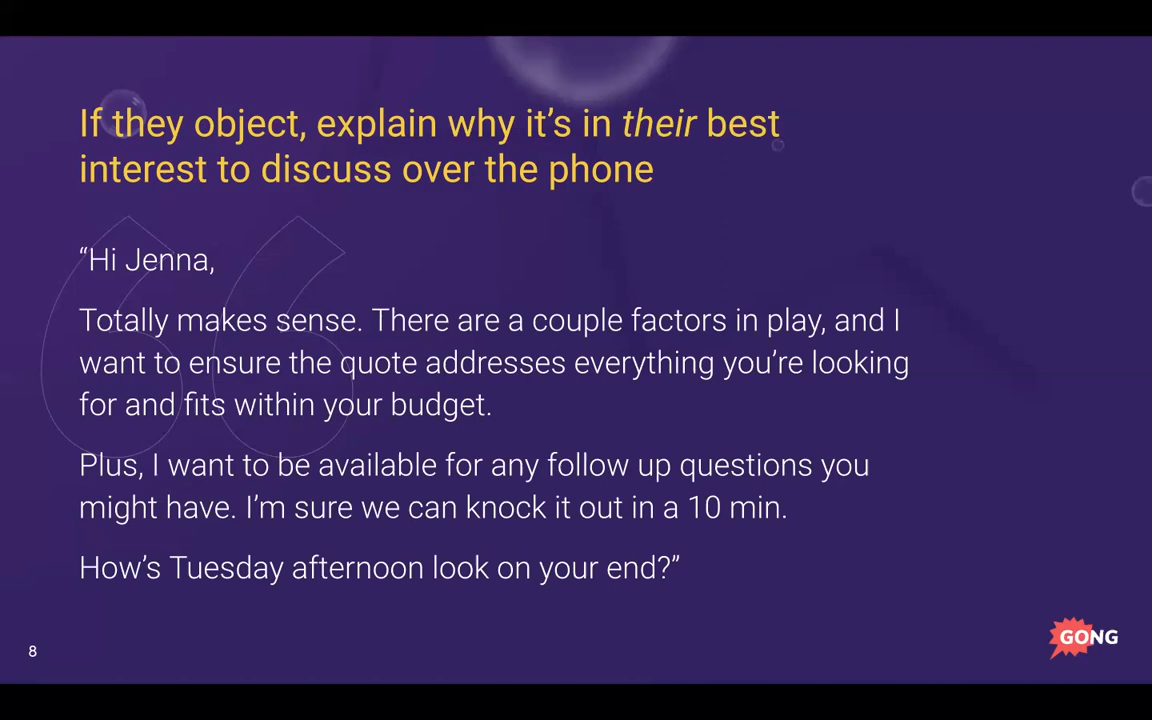 If they object, explain why it’s in their best
interest to discuss over the phone
“Hi Jenna,
Totally makes sense. There are a couple factors in play, and I
want to ensure the quote addresses everything you’re looking
for and fits within your budget.
Plus, I want to be available for any follow up questions you
might have. I’m sure we can knock it out in a 10 min.
How’s Tuesday afternoon look on your end?”
8
GONG